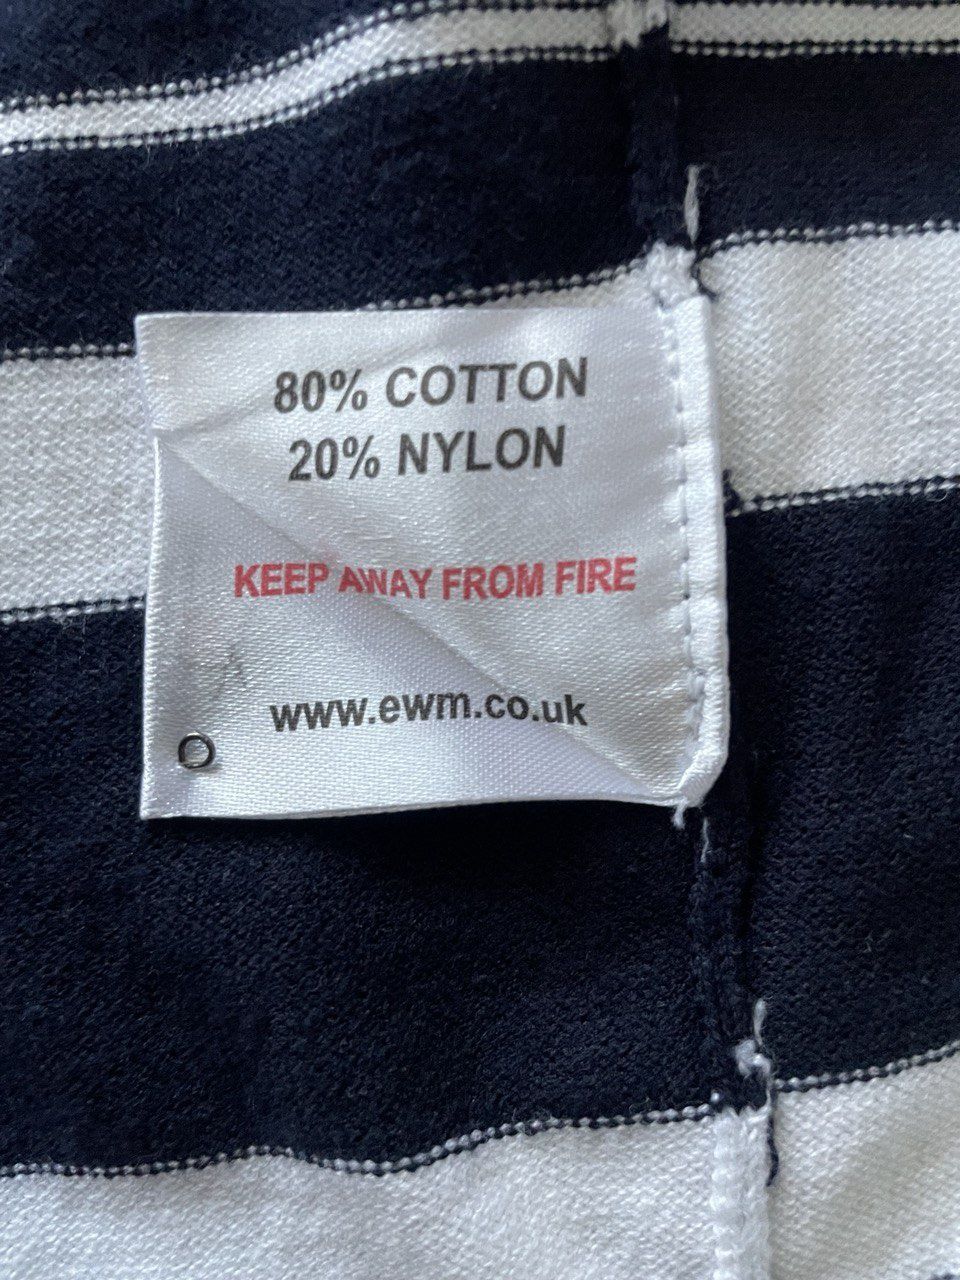 80% COTTON
20% NYLON
KEEP AWAY FROM FIRE
www.ewm.co.uk